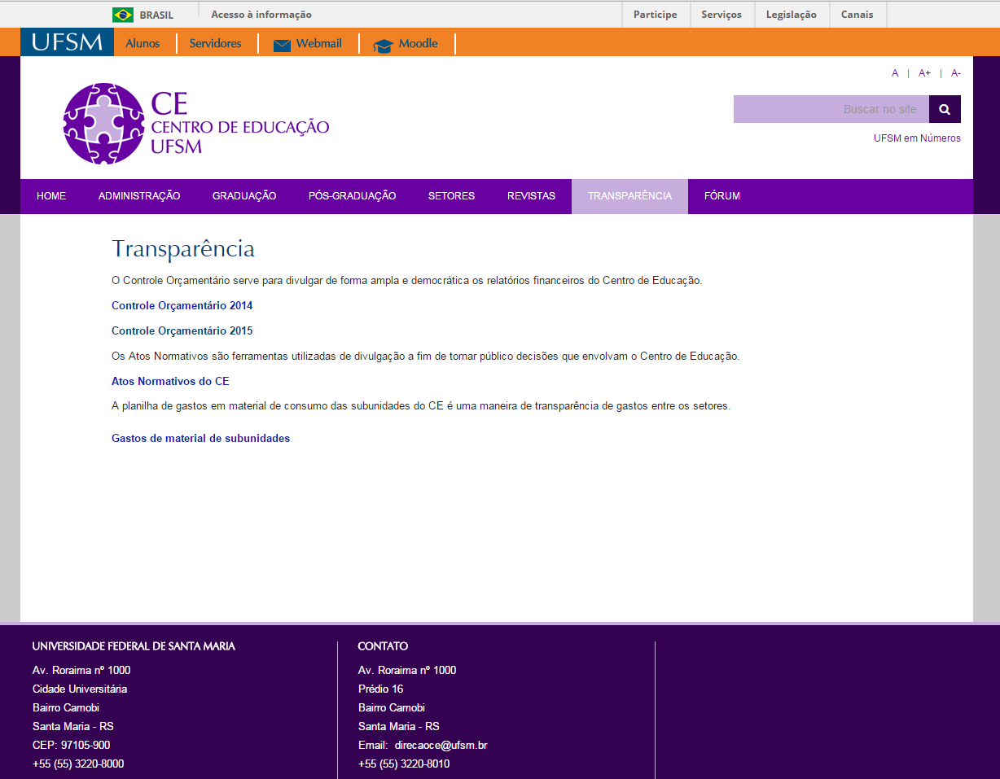 BRASIL
Acesso à informação
Participe
Serviços
Legislação
Canais
UFSM
Alunos
Servidores
Webmail
Moodle
A | A+ | A-
CE
CENTRO DE EDUCAÇÃO
UFSM
Buscar no site
UFSM em Números
HOME
ADMINISTRAÇÃO
GRADUAÇÃO
PÓS-GRADUAÇÃO
SETORES
REVISTAS
TRANSPARÊNCIA
FÓRUM
Transparência
O Controle Orçamentário serve para divulgar de forma ampla e democrática os relatórios financeiros do Centro de Educação.
Controle Orçamentário 2014
Controle Orçamentário 2015
Os Atos Normativos são ferramentas utilizadas de divulgação a fim de tornar público decisões que envolvam o Centro de Educação.
Atos Normativos do CE
A planilha de gastos em material de consumo das subunidades do CE é uma maneira de transparência de gastos entre os setores.
Gastos de material de subunidades
UNIVERSIDADE FEDERAL DE SANTA MARIA
Av. Roraima nº 1000
Cidade Universitária
Bairro Camobi
Santa Maria - RS
CEP: 97105-900
+55 (55) 3220-8000
CONTATO
Av. Roraima nº 1000
Prédio 16
Bairro Camobi
Santa Maria - RS
Email:  direcaoce@ufsm.br
+55 (55) 3220-8010